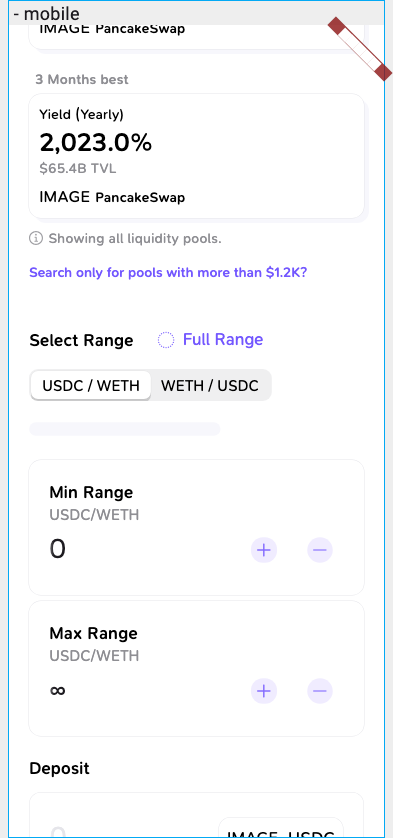 - mobile
IMAGE PancakeSwap
3 Months best
Yield (Yearly)
2,023.0%
$65.4B TVL
IMAGE PancakeSwap
Showing all liquidity pools.
Search only for pools with more than $1.2K?
Select Range Full Range
USDC / WETH WETH / USDC
Min Range
USDC/WETH
0
Max Range
USDC/WETH
∞
Deposit
0 IMAGE USDC